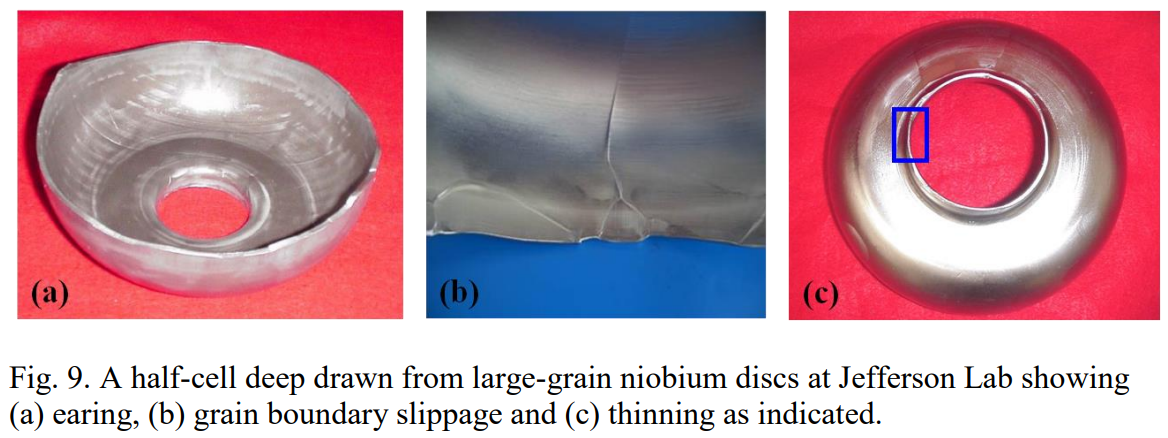 (a)
(b)
(c)
Fig. 9. A half-cell deep drawn from large-grain niobium discs at Jefferson Lab showing
(a) earing, (b) grain boundary slippage and (c) thinning as indicated.